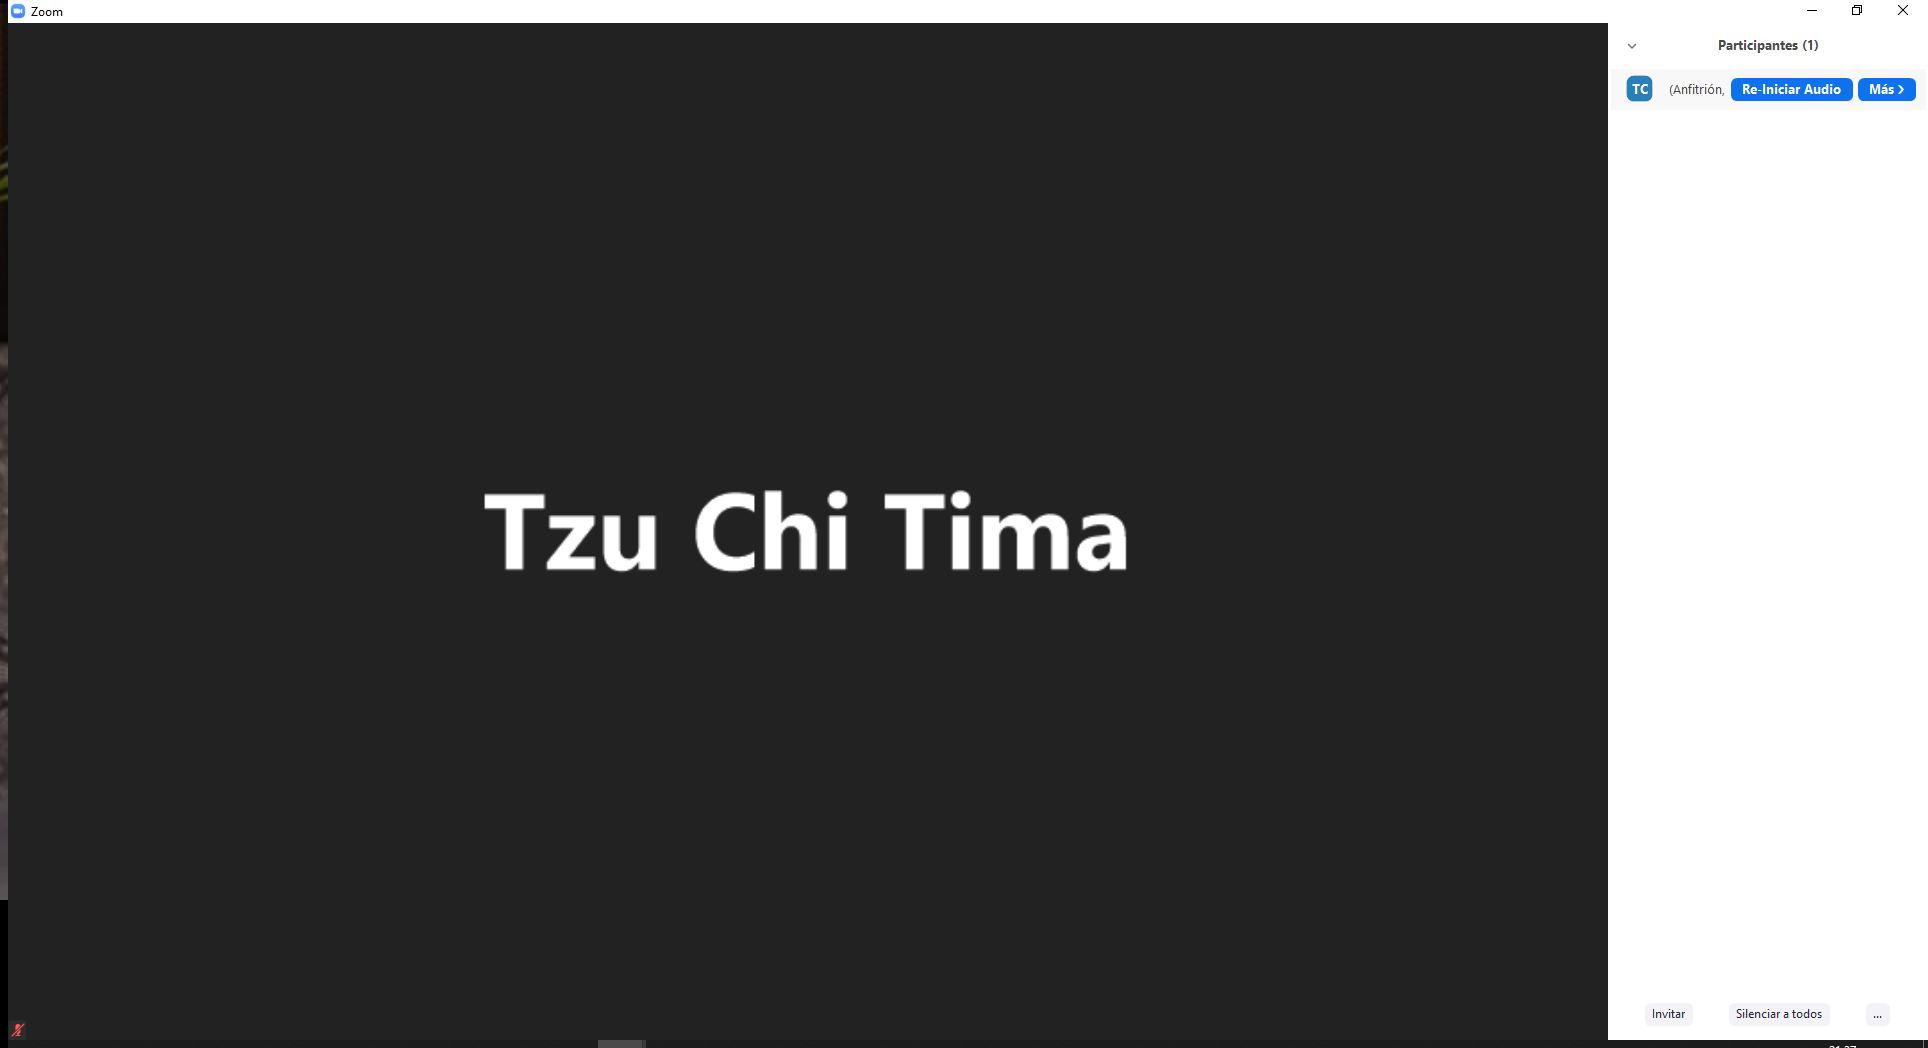 Zoom
Participantes (1)
TC (Anfitrión, Re-Iniciar Audio Más >
Tzu Chi Tima
Invitar Silenciar a todos ...